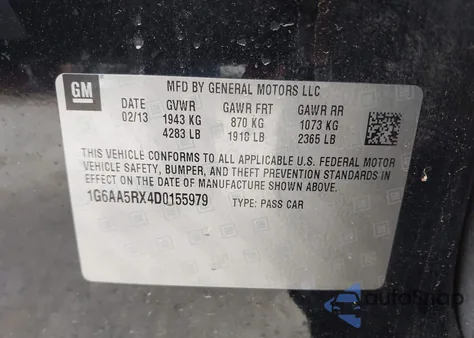 GM
MFD BY GENERAL MOTORS LLC
DATE GVWR GAWR FRT GAWR RR
02/13 1943 KG 870 KG 1073 KG
4283 LB 1918 LB 2365 LB
THIS VEHICLE CONFORMS TO ALL APPLICABLE U.S. FEDERAL MOTOR
VEHICLE SAFETY, BUMPER, AND THEFT PREVENTION STANDARDS IN
EFFECT ON THE DATE OF MANUFACTURE SHOWN ABOVE.
1G6AA5RX4D0155979 TYPE: PASS CAR
AutoSnap